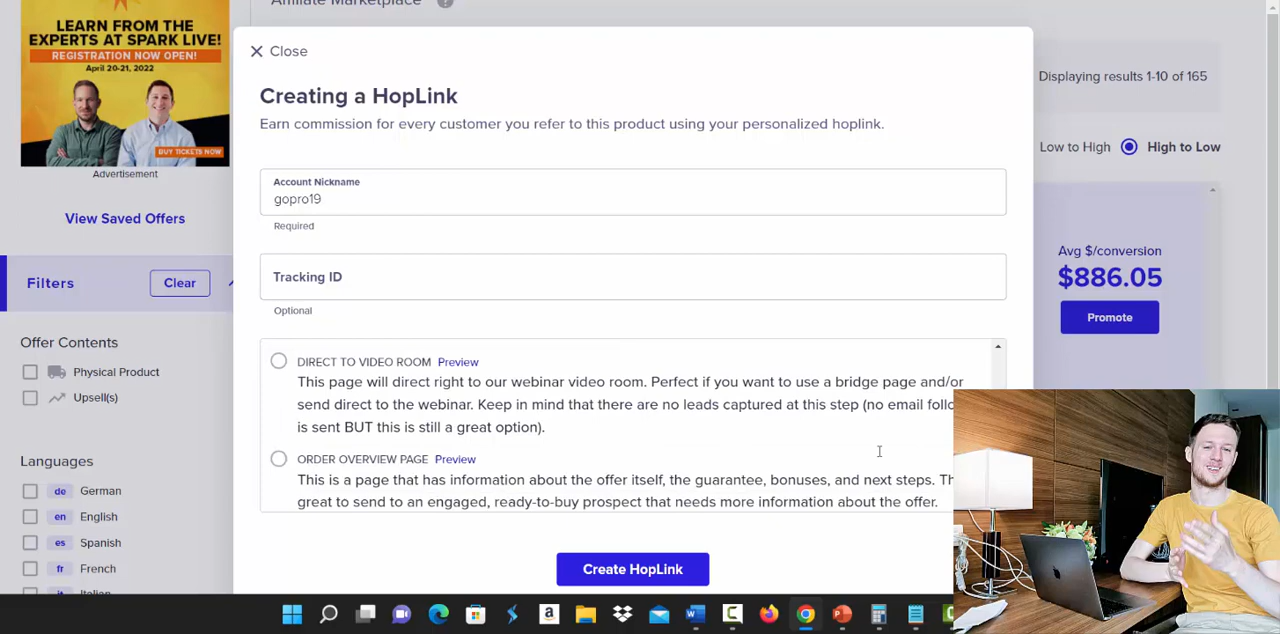 Affiliate Marketplace ?
LEARN FROM THE
EXPERTS AT SPARK LIVE!
REGISTRATION NOW OPEN!
April 20-21, 2022
BUY TICKETS NOW
Advertisement
View Saved Offers
Filters
Clear
Offer Contents
Physical Product
Upsell(s)
Languages
de German
en English
es Spanish
fr French
Close
Creating a HopLink
Earn commission for every customer you refer to this product using your personalized hoplink.
Account Nickname
gopro19
Required
Tracking ID
Optional
DIRECT TO VIDEO ROOM Preview
This page will direct right to our webinar video room. Perfect if you want to use a bridge page and/or
send direct to the webinar. Keep in mind that there are no leads captured at this step (no email follo
is sent BUT this is still a great option).
ORDER OVERVIEW PAGE Preview
This is a page that has information about the offer itself, the guarantee, bonuses, and next steps. Th
great to send to an engaged, ready-to-buy prospect that needs more information about the offer.
Create HopLink
Displaying results 1-10 of 165
Low to High High to Low
Avg $/conversion
$886.05
Promote